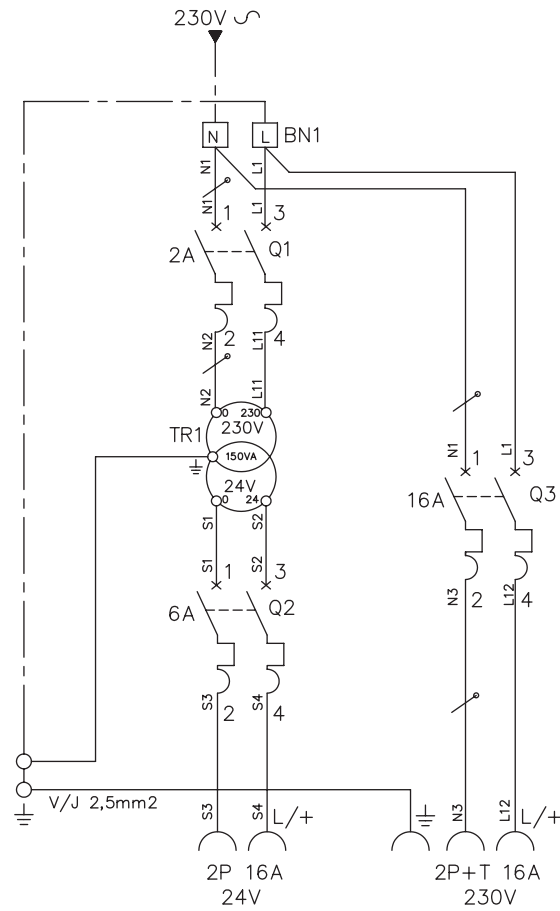 230V
N
L
BN1
N1
L1
N1
1
L1
3
2A
Q1
N2
2
L11
4
N2
L11
0
230
230V
TR1
150VA
24V
0
24
S1
S2
S1
1
S2
3
6A
Q2
S3
2
S4
4
N1
1
L1
3
16A
Q3
N3
2
L12
4
V/J 2,5mm2
S3
S4
L/+
N3
L12
L/+
2P 16A
24V
2P+T 16A
230V